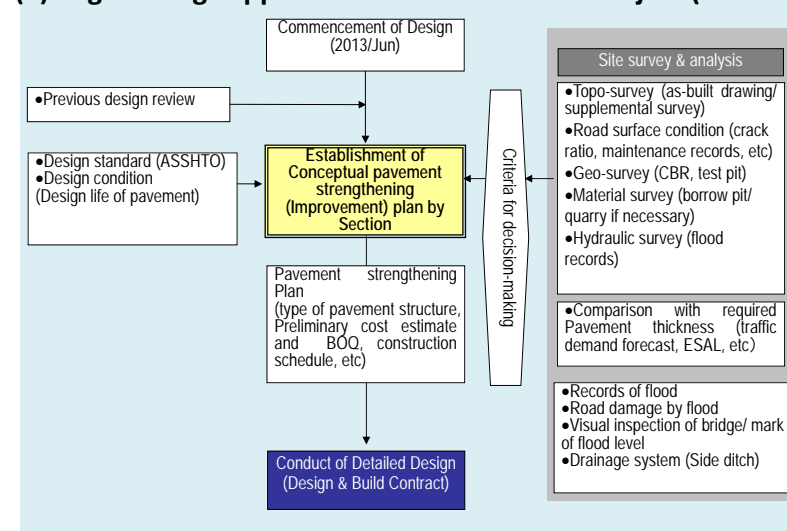 Commencement of Design
(2013/Jun)
●Previous design review
●Design standard (ASSHTO)
●Design condition
(Design life of pavement)
Establishment of
Conceptual pavement
strengthening
(Improvement) plan by
Section
Pavement strengthening
Plan
(type of pavement structure,
Preliminary cost estimate
and BOQ, construction
schedule, etc)
Conduct of Detailed Design
(Design & Build Contract)
Criteria for decision-making
Site survey & analysis
●Topo-survey (as-built drawing/
supplemental survey)
●Road surface condition (crack
ratio, maintenance records, etc)
●Geo-survey (CBR, test pit)
●Material survey (borrow pit/
quarry if necessary)
●Hydraulic survey (flood
records)
●Comparison with required
Pavement thickness (traffic
demand forecast, ESAL, etc)
●Records of flood
●Road damage by flood
●Visual inspection of bridge/ mark
of flood level
●Drainage system (Side ditch)